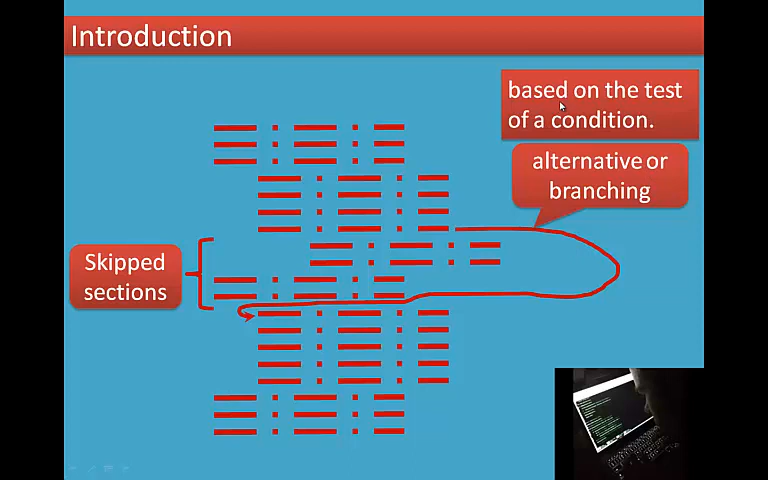 Introduction
based on the test
of a condition.
alternative or
branching
Skipped
sections